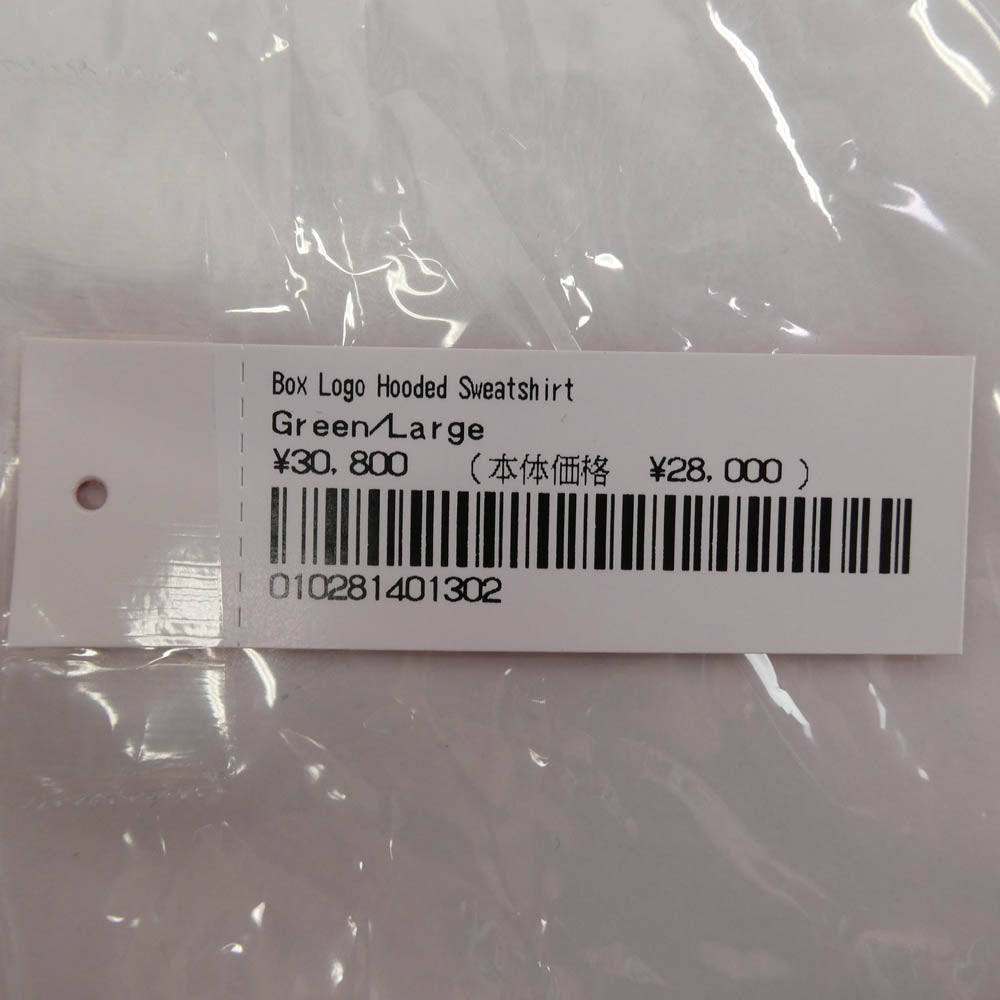 Box Logo Hooded Sweatshirt
Green/Large
¥30,800 (本体価格 ¥28,000)
010281401302